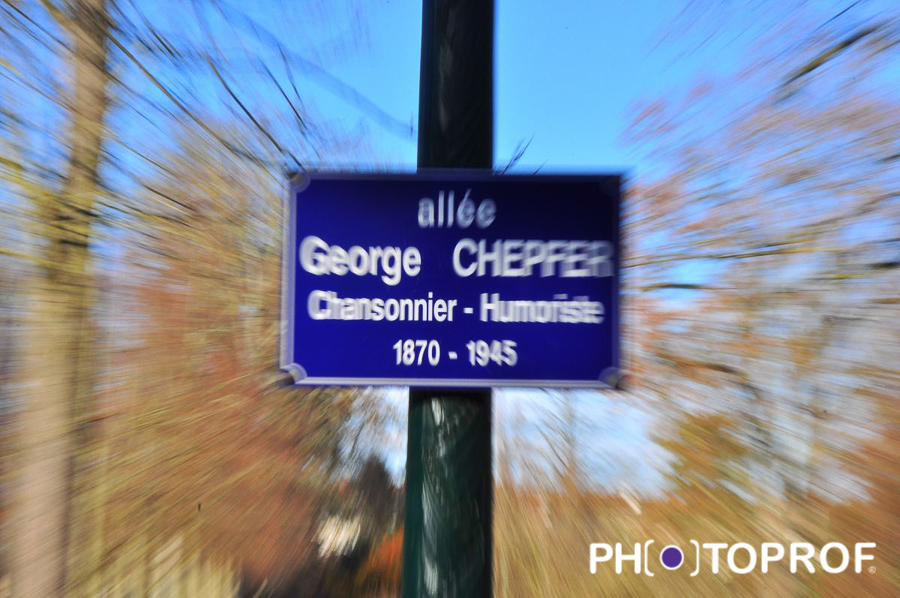 allée
George CHEPFER
Chansonnier - Humoriste
1870 - 1945
PH(●)TOPROF®